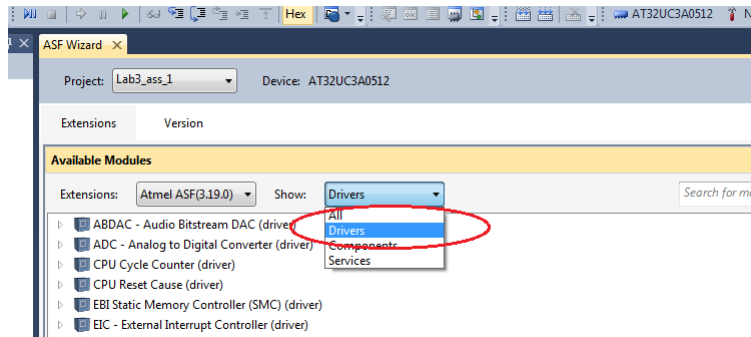 Hex AT32UC3A0512 N
ASF Wizard
Project: Lab3_ass_1 Device: AT32UC3A0512
Extensions Version
Available Modules
Extensions: Atmel ASF(3.19.0) Show: Drivers Search for mo
All
Drivers
Components
Services
ABDAC - Audio Bitstream DAC (driver)
ADC - Analog to Digital Converter (driver)
CPU Cycle Counter (driver)
CPU Reset Cause (driver)
EBI Static Memory Controller (SMC) (driver)
EIC - External Interrupt Controller (driver)